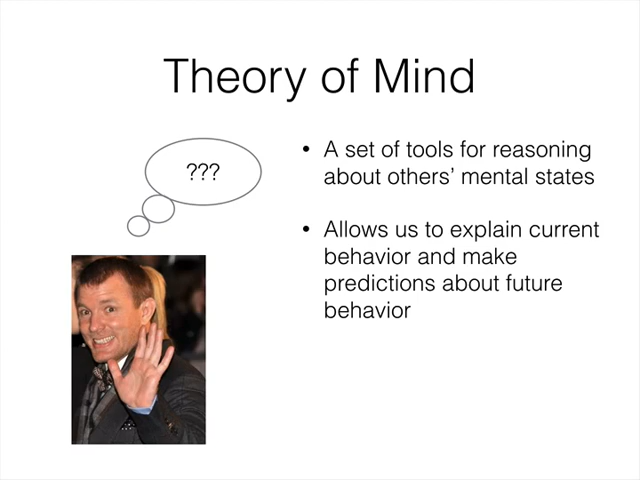 Theory of Mind
???
• A set of tools for reasoning
about others’ mental states
• Allows us to explain current
behavior and make
predictions about future
behavior